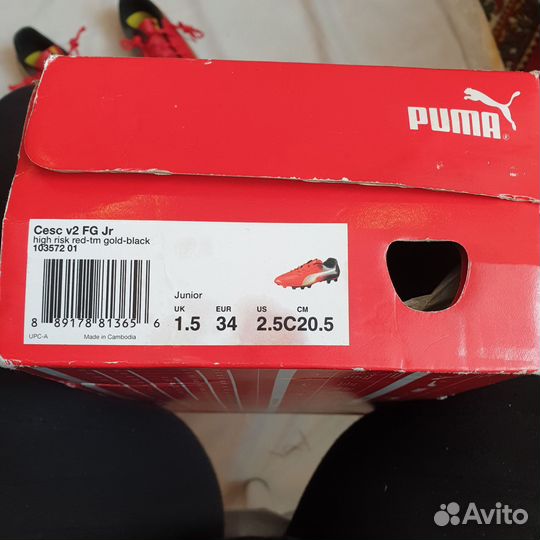 PUMA
Cesc v2 FG Jr
high risk red-tm gold-black
103572 01
Junior
UK EUR US CM
1.5 34 2.5C 20.5
8 89178 81365 6
UPC-A Made in Cambodia
Avito